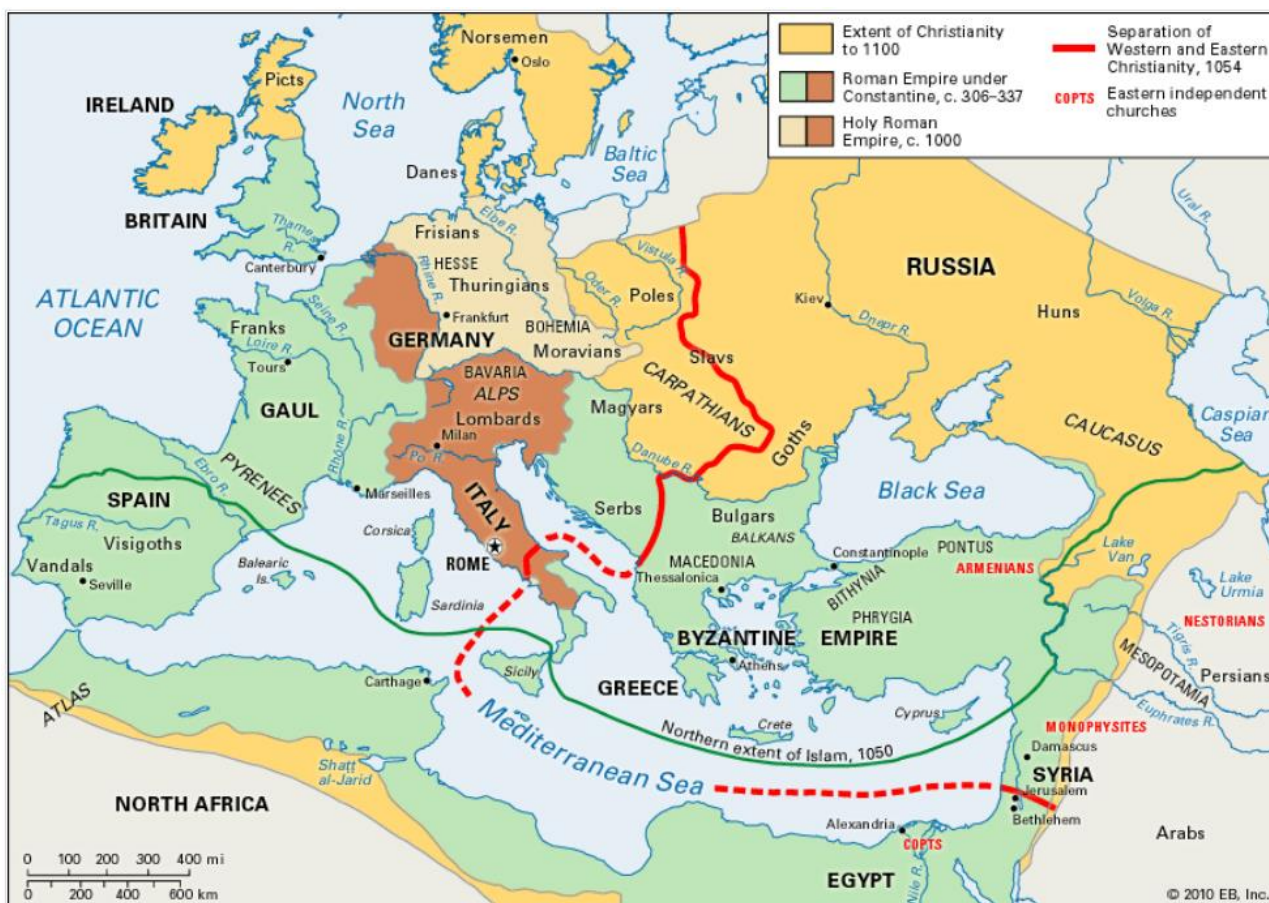 Extent of Christianity
to 1100
Roman Empire under
Constantine, c. 306–337
Holy Roman
Empire, c. 1000
Separation of
Western and Eastern
Christianity, 1054
COPTS
Eastern independent
churches
Norsemen
Oslo
Picts
IRELAND
North
Sea
Baltic
Sea
Danes
BRITAIN
Thames
R.
Canterbury
Frisians
Elbe R.
HESSE
Rhine R.
Thuringians
Frankfurt
GERMANY
BOHEMIA
Moravians
Oder R.
Vistula R.
Poles
Slavs
CARPATHIANS
RUSSIA
Kiev
Dnepr R.
Huns
Volga R.
Ural R.
ATLANTIC
OCEAN
Seine R.
Franks
Loire R.
Tours
GAUL
BAVARIA
ALPS
Lombards
Milan
Po R.
Magyars
Danube R.
Goths
CAUCASUS
Caspian
Sea
Rhône R.
PYRENEES
Ebro R.
Marseilles
SPAIN
Tagus R.
Visigoths
Vandals
Seville
Balearic
Is.
Corsica
Sardinia
ITALY
ROME
Serbs
Bulgars
BALKANS
MACEDONIA
Thessalonica
Black Sea
Constantinople
PONTUS
BITHYNIA
ARMENIANS
PHRYGIA
Lake
Van
Lake
Urmia
NESTORIANS
Tigris R.
MESOPOTAMIA
Persians
Euphrates R.
BYZANTINE EMPIRE
Athens
GREECE
Sicily
Carthage
Crete
Cyprus
Northern extent of Islam, 1050
Mediterranean Sea
MONOPHYSITES
Damascus
SYRIA
Jerusalem
Bethlehem
ATLAS
Shatt
al-Jarid
NORTH AFRICA
Alexandria
COPTS
Nile R.
EGYPT
Arabs
0 100 200 300 400 mi
0 200 400 600 km
© 2010 EB, Inc.